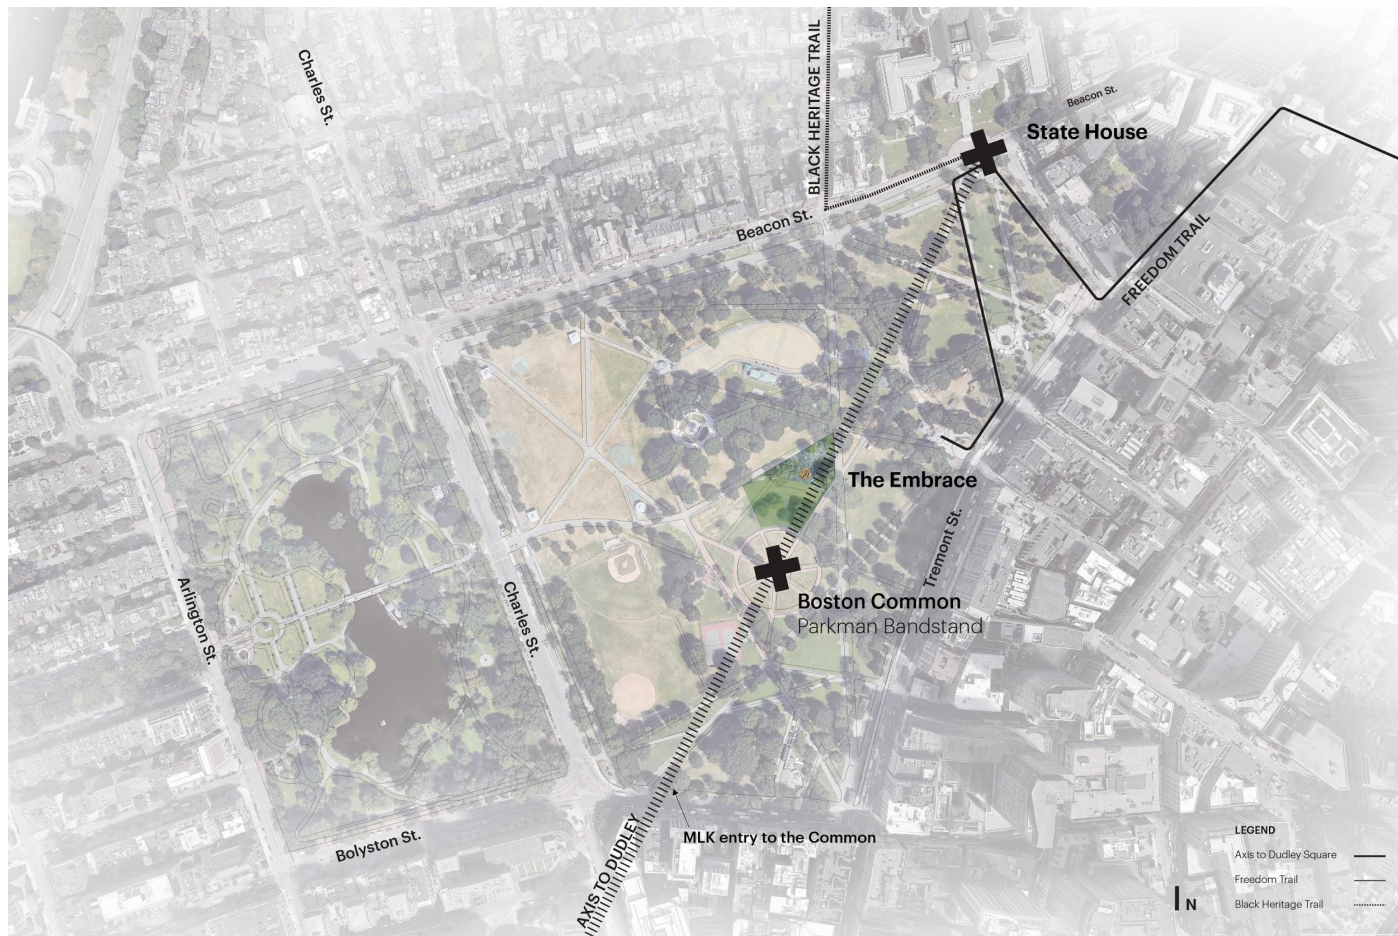 Charles St.
BLACK HERITAGE TRAIL
Beacon St.
State House
Beacon St.
FREEDOM TRAIL
The Embrace
Tremont St.
Arlington St.
Charles St.
Boston Common
Parkman Bandstand
MLK entry to the Common
Bolyston St.
AXIS TO DUDLEY
LEGEND
Axis to Dudley Square
Freedom Trail
Black Heritage Trail
N